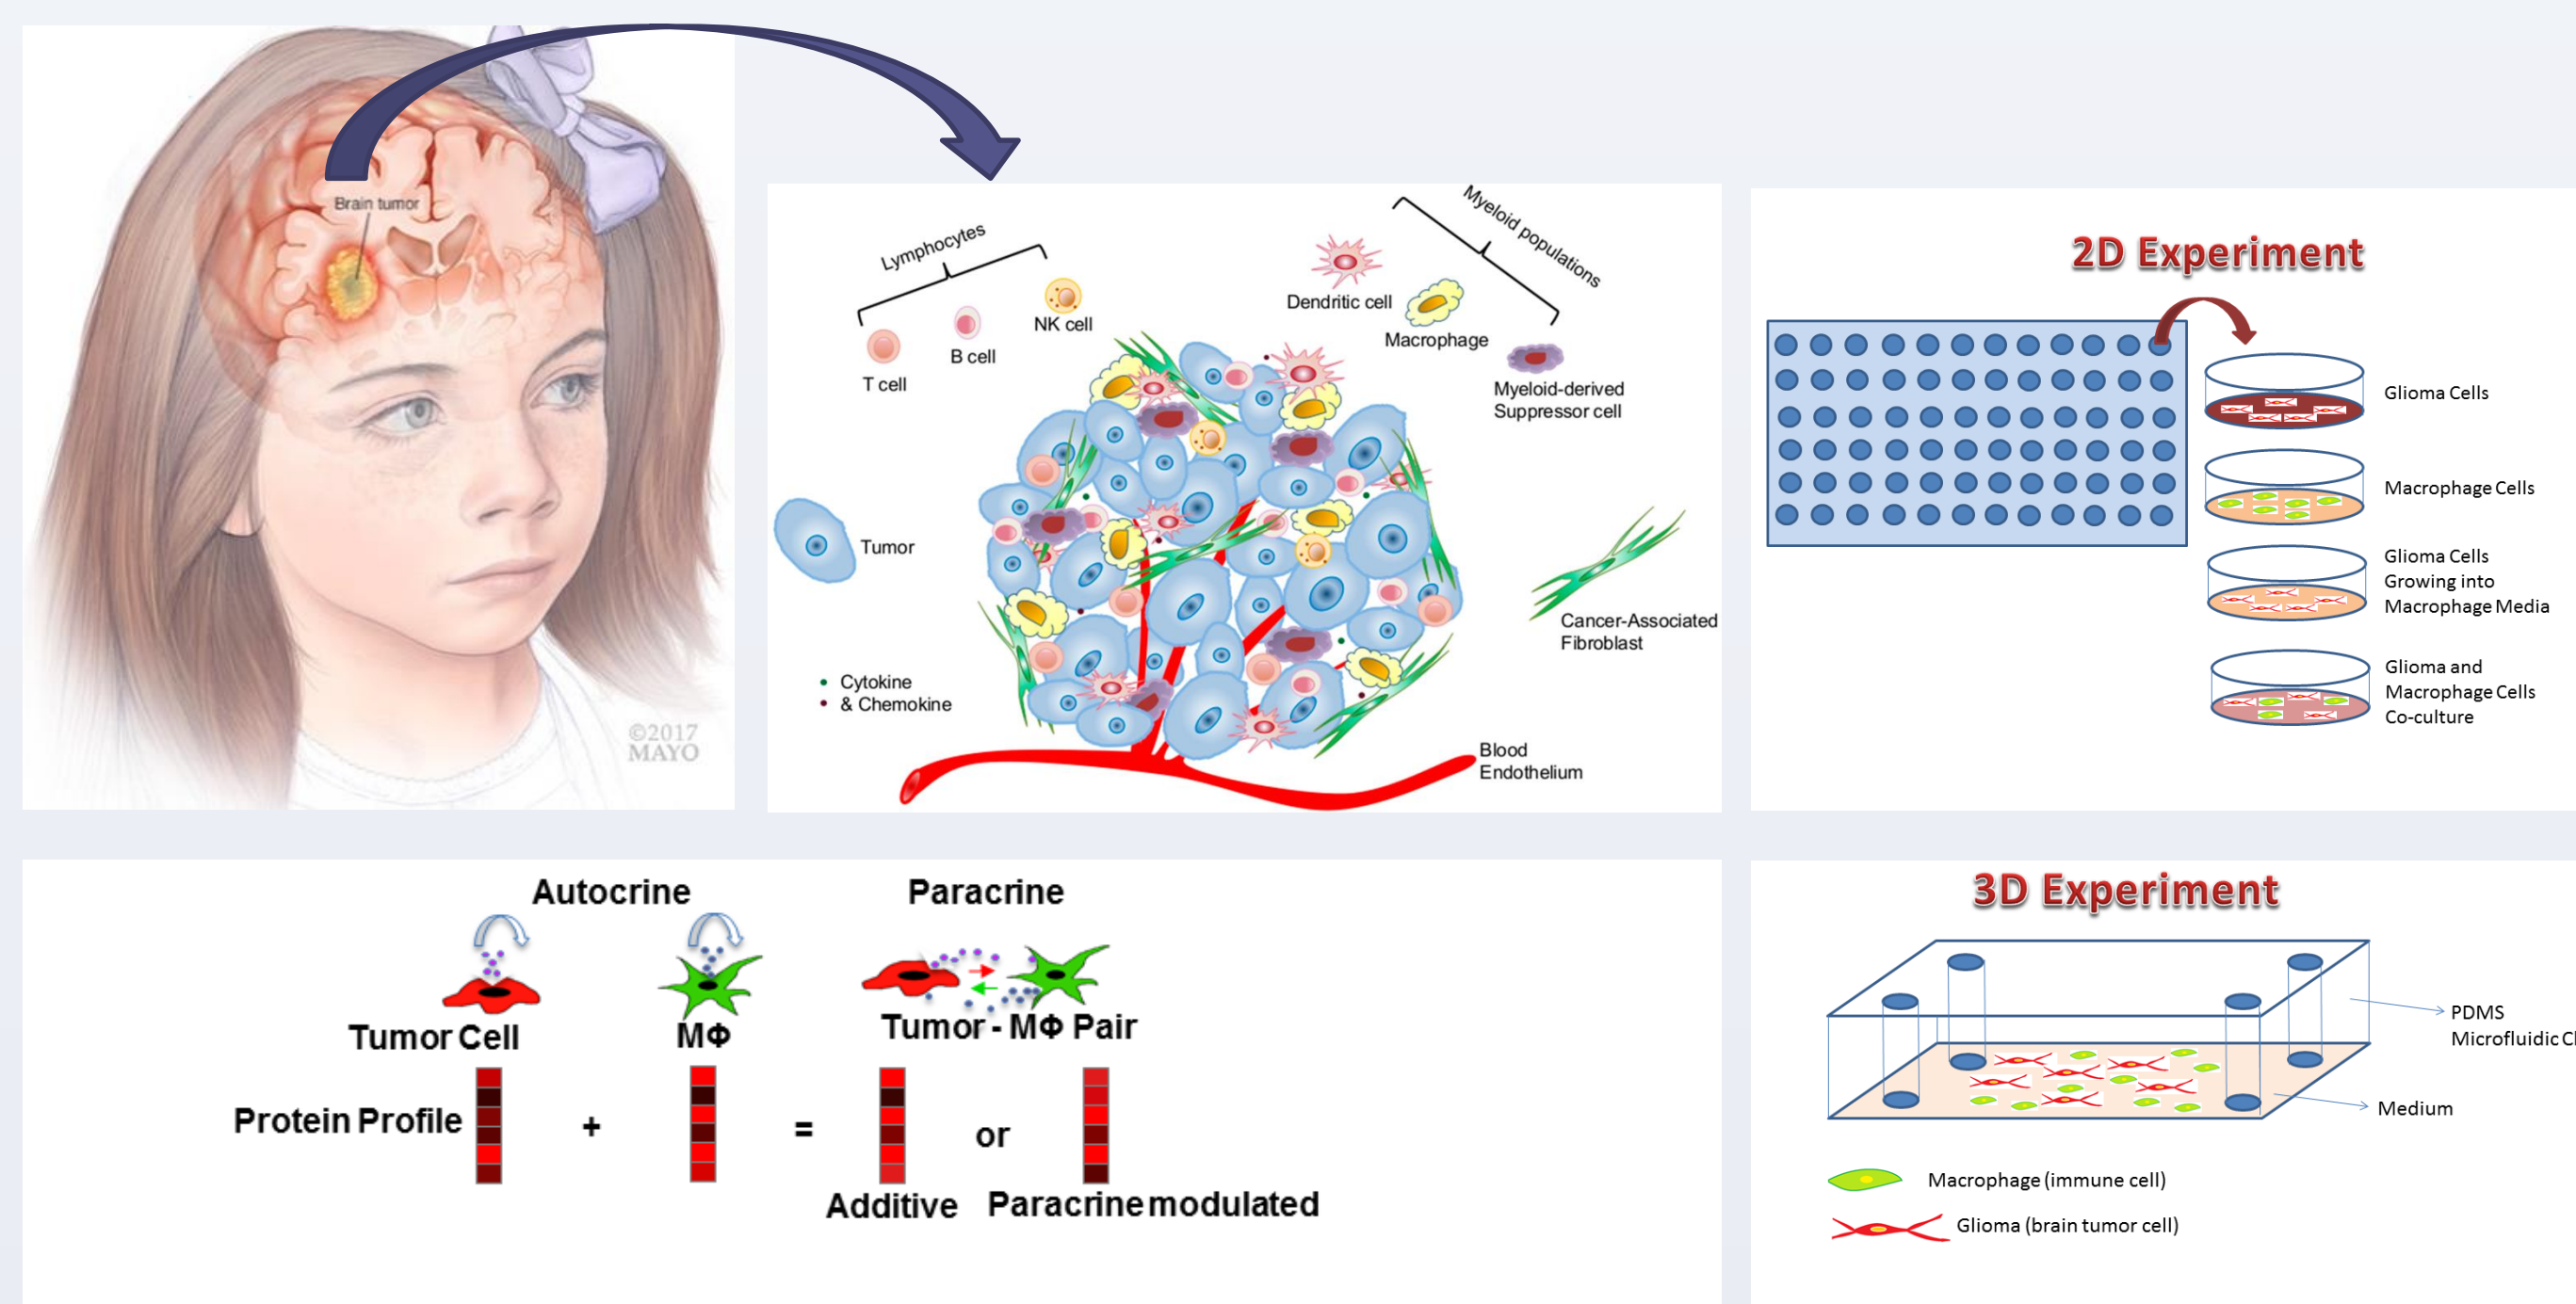 Brain tumor
©2017
MAYO
Lymphocytes
T cell
B cell
NK cell
Myeloid populations
Dendritic cell
Macrophage
Myeloid-derived
Suppressor cell
Tumor
Cytokine
& Chemokine
Cancer-Associated
Fibroblast
Blood
Endothelium
2D Experiment
Glioma Cells
Macrophage Cells
Glioma Cells
Growing into
Macrophage Media
Glioma and
Macrophage Cells
Co-culture
Autocrine
Paracrine
Tumor Cell
MΦ
Tumor - MΦ Pair
Protein Profile
+
=
or
Additive
Paracrine modulated
3D Experiment
PDMS
Microfluidic
Medium
Macrophage (immune cell)
Glioma (brain tumor cell)